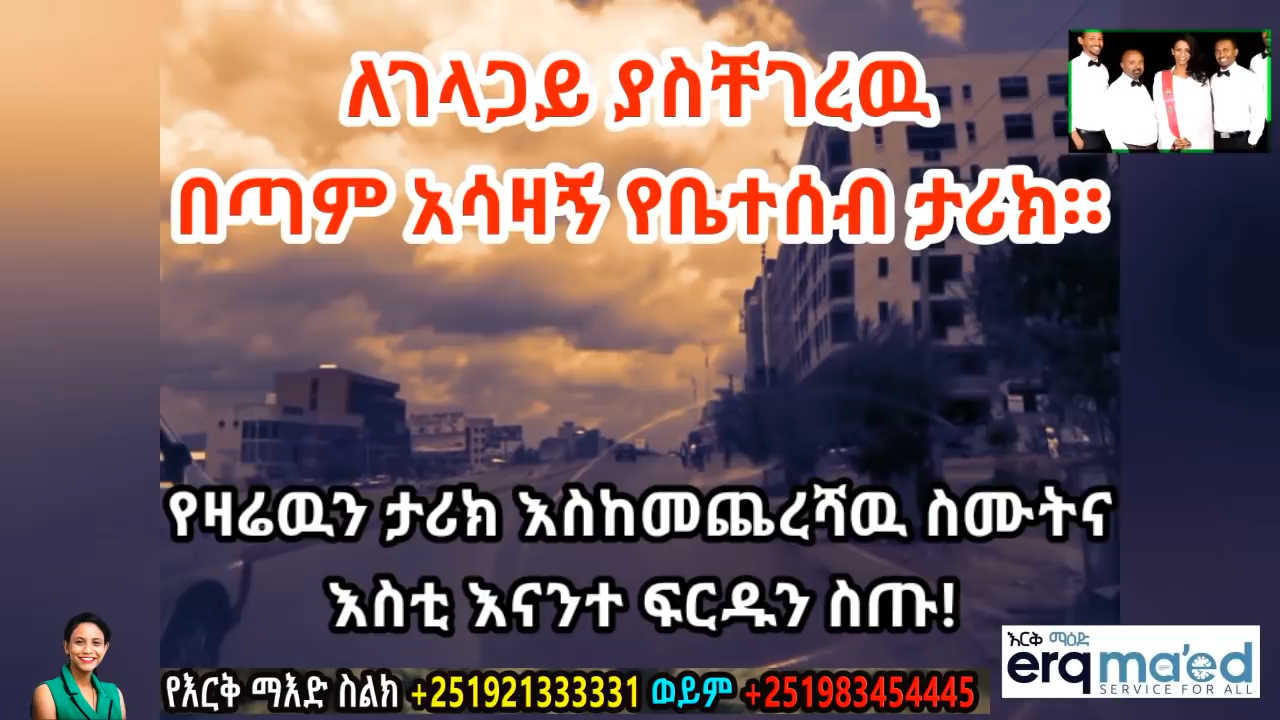 ለገላጋይ ያስቸገረዉ
በጣም አሳዛኝ የቤተሰብ ታሪክ።
የዛሬዉን ታሪክ እስከመጨረሻዉ ስሙትና
እስቲ እናንተ ፍርዱን ስጡ!
እርቅ ማዕድ
erq ma'ed
SERVICE FOR ALL
የእርቅ ማእድ ስልክ +251921333331 ወይም +251983454445